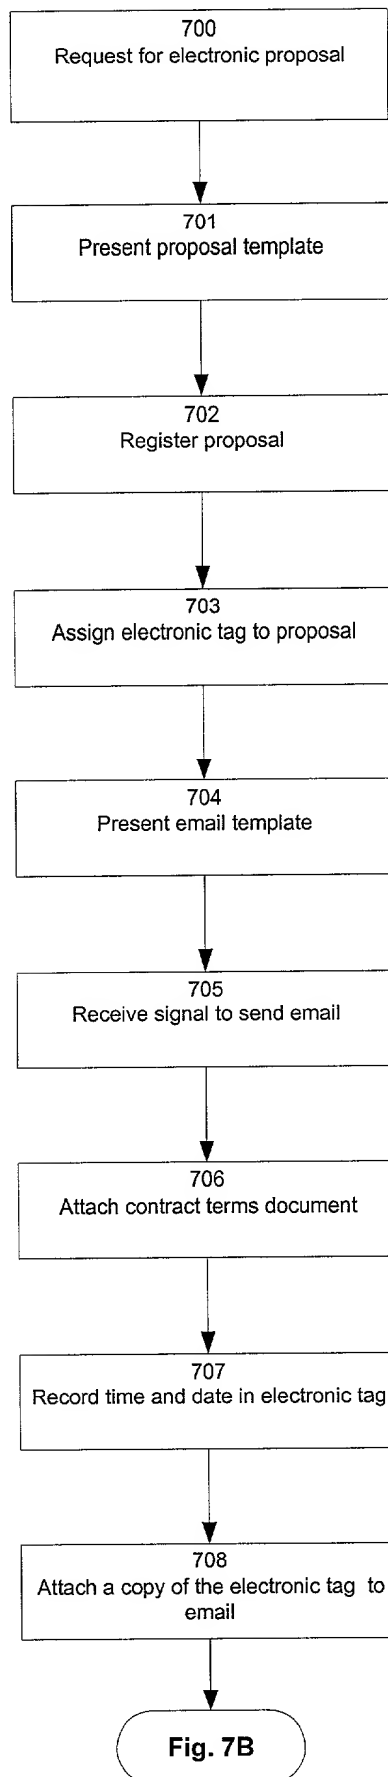 700
Request for electronic proposal
701
Present proposal template
702
Register proposal
703
Assign electronic tag to proposal
704
Present email template
705
Receive signal to send email
706
Attach contract terms document
707
Record time and date in electronic tag
708
Attach a copy of the electronic tag to
email
Fig. 7B